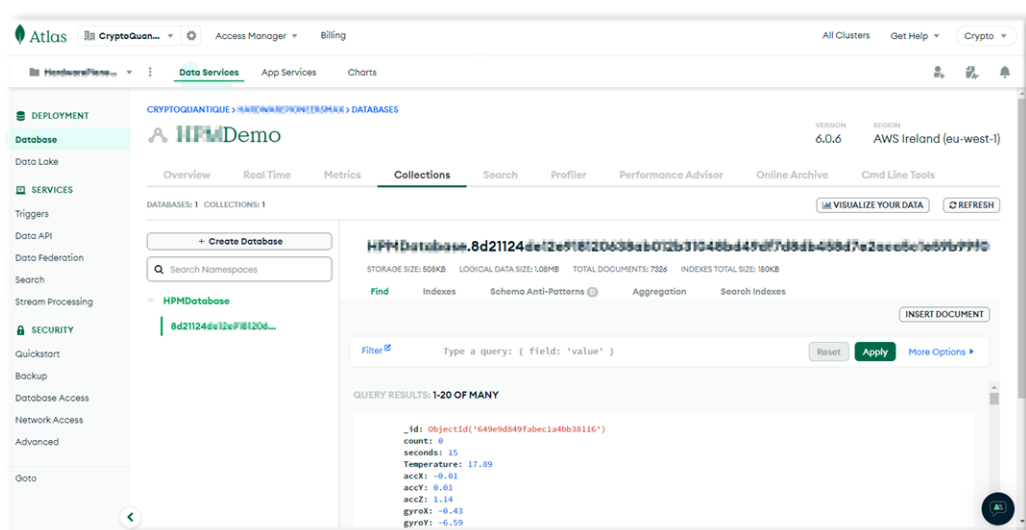 Atlas CryptoQuan... Access Manager Billing All Clusters Get Help Crypto
Data Services App Services Charts
DEPLOYMENT
Database
Data Lake
SERVICES
Triggers
Data API
Data Federation
Search
Stream Processing
SECURITY
Quickstart
Backup
Database Access
Network Access
Advanced
Goto
CRYPTOQUANTIQUE > HARDWAREPIONEERSMAX > DATABASES
HPMDemo
VERSION
6.0.6
REGION
AWS Ireland (eu-west-1)
Overview Real Time Metrics Collections Search Profiler Performance Advisor Online Archive Cmd Line Tools
DATABASES: 1 COLLECTIONS: 1
VISUALIZE YOUR DATA REFRESH
+ Create Database
Search Namespaces
HPMDatabase
8d21124
HPMDatabase.8d21124
STORAGE SIZE: 508KB LOGICAL DATA SIZE: 1.08MB TOTAL DOCUMENTS: 7326 INDEXES TOTAL SIZE: 180KB
Find Indexes Schema Anti-Patterns 0 Aggregation Search Indexes
INSERT DOCUMENT
Filter Type a query: { field: 'value' } Reset Apply More Options
QUERY RESULTS: 1-20 OF MANY
_id: ObjectId('649e9d849fabec1a4bb38116')
count: 0
seconds: 15
Temperature: 17.89
accX: -0.01
accY: 0.01
accZ: 1.14
gyroX: -0.43
gyroY: -6.59